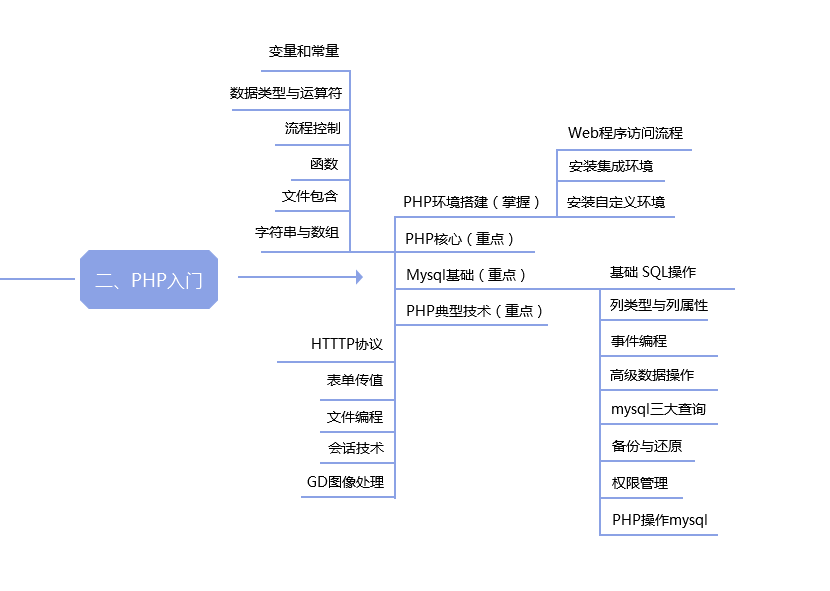 变量和常量
数据类型与运算符
流程控制
函数
文件包含
字符串与数组
二、PHP入门
PHP环境搭建（掌握）
Web程序访问流程
安装集成环境
安装自定义环境
PHP核心（重点）
Mysql基础（重点）
基础 SQL操作
列类型与列属性
事件编程
高级数据操作
mysql三大查询
备份与还原
权限管理
PHP操作mysql
PHP典型技术（重点）
HTTTP协议
表单传值
文件编程
会话技术
GD图像处理